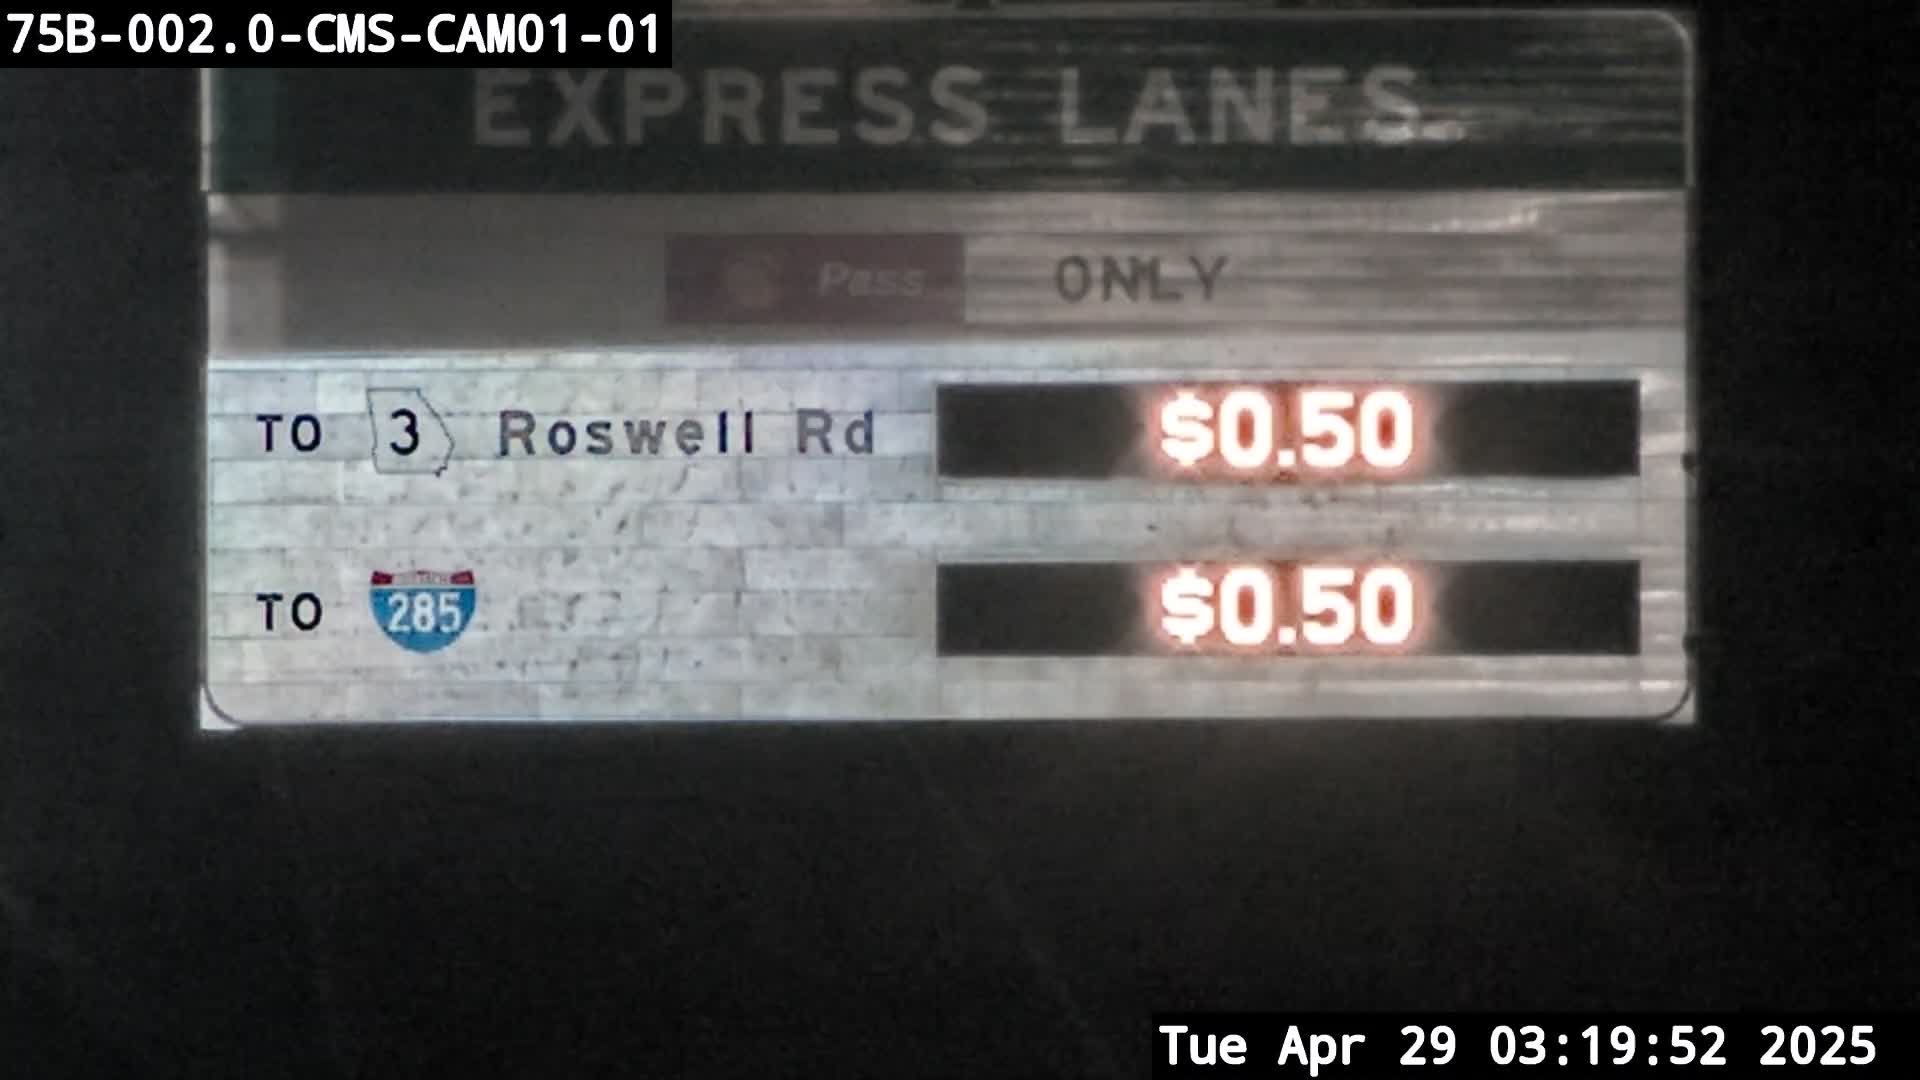 75B-002.0-CMS-CAM01-01
EXPRESS LANES
Pass ONLY
TO 3 Roswell Rd $0.50
TO 285 $0.50
Tue Apr 29 03:19:52 2025